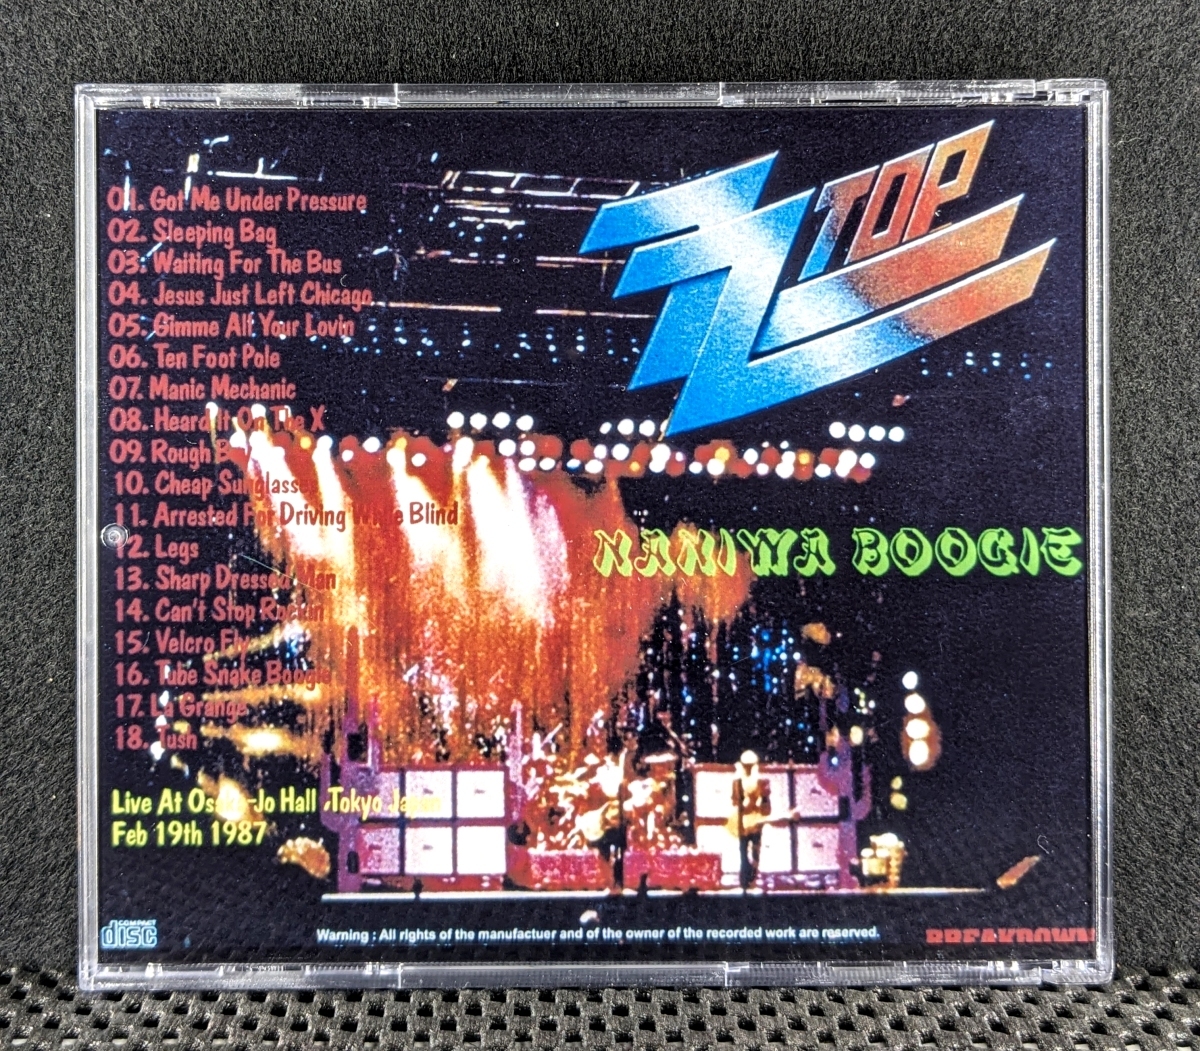 ZZ TOP
01. Got Me Under Pressure
02. Sleeping Bag
03. Waiting For The Bus
04. Jesus Just Left Chicago
05. Gimme All Your Lovin
06. Ten Foot Pole
07. Manic Mechanic
08. Heard It On The X
09. Rough Boy
10. Cheap Sunglasses
11. Arrested For Driving While Blind
12. Legs
13. Sharp Dressed Man
14. Can't Stop Rockin
15. Velcro Fly
16. Tube Snake Boogie
17. La Grange
18. Tush
NANIWA BOOGIE
Live At Osaka-Jo Hall ,Tokyo Japan
Feb 19th 1987
COMPACT
disc
Warning : All rights of the manufactuer and of the owner of the recorded work are reserved.
BREAKDOWN